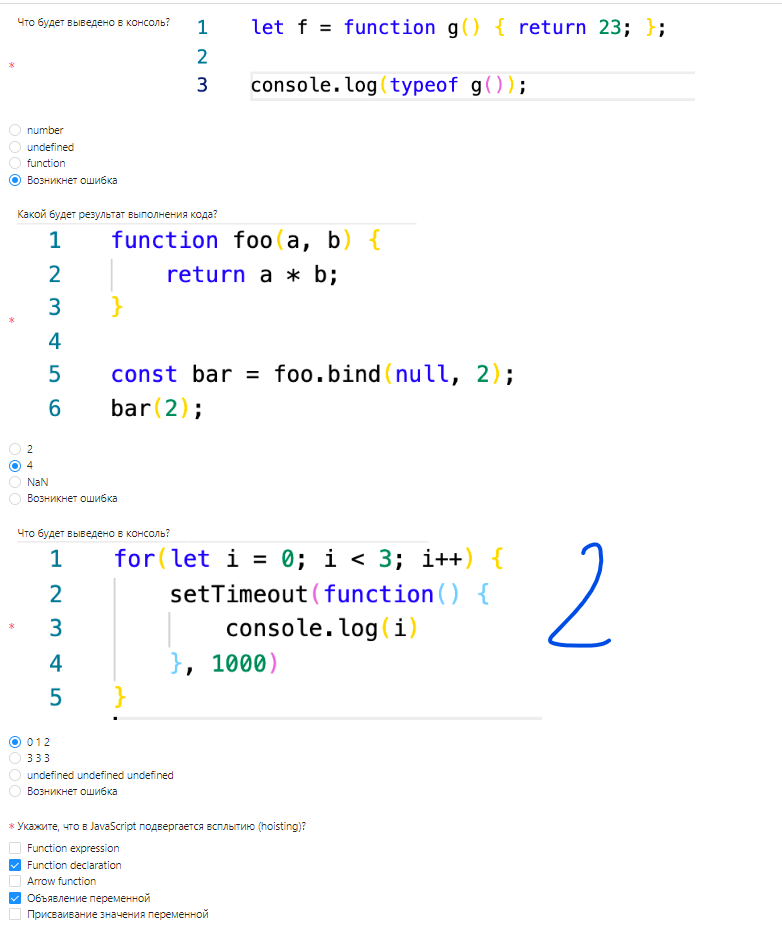 Что будет выведено в консоль?
1 let f = function g() { return 23; };
2
*
3 console.log(typeof g());
number
undefined
function
Возникнет ошибка
Какой будет результат выполнения кода?
1 function foo(a, b) {
2 return a * b;
3 }
*
4
5 const bar = foo.bind(null, 2);
6 bar(2);
2
4
NaN
Возникнет ошибка
Что будет выведено в консоль?
1 for(let i = 0; i < 3; i++) {
2 setTimeout(function() {
* 3 console.log(i)
4 }, 1000)
5 }
2
0 1 2
3 3 3
undefined undefined undefined
Возникнет ошибка
* Укажите, что в JavaScript подвергается всплытию (hoisting)?
Function expression
Function declaration
Arrow function
Объявление переменной
Присваивание значения переменной